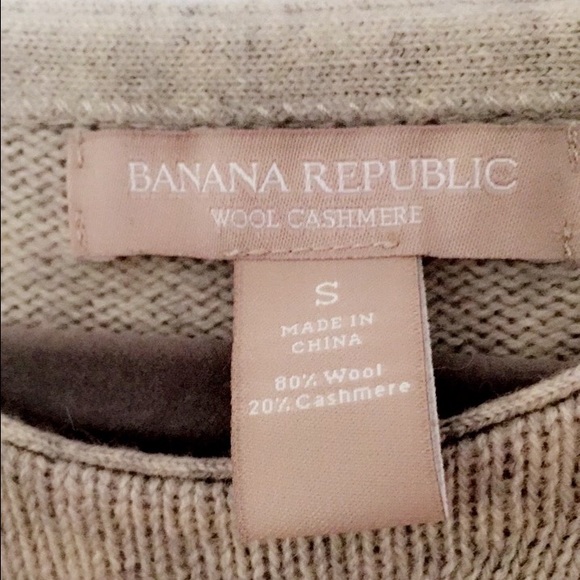 BANANA REPUBLIC
WOOL CASHMERE
S
MADE IN
CHINA
80% Wool
20% Cashmere